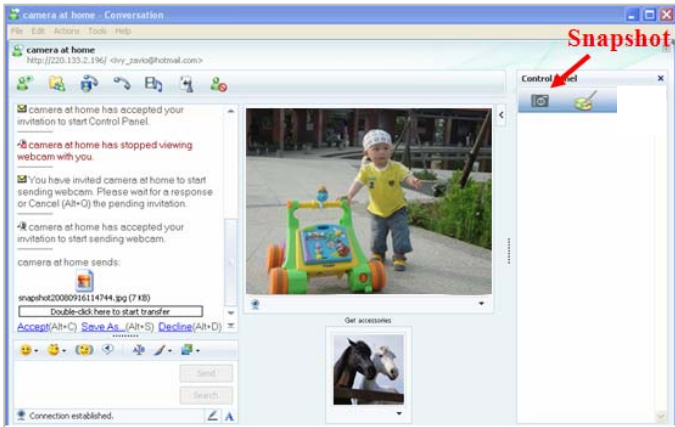 camera at home - Conversation
File Edit Actions Tools Help
Snapshot
camera at home
http://220.133.2.196/ <ivy_zavio@hotmail.com>
Control Panel
camera at home has accepted your
invitation to start Control Panel.
camera at home has stopped viewing
webcam with you.
You have invited camera at home to start
sending webcam. Please wait for a response
or Cancel (Alt+Q) the pending invitation.
camera at home has accepted your
invitation to start sending webcam.
camera at home sends:
snapshot20080916114744.jpg (7 KB)
Double-click here to start transfer
Accept(Alt+C) Save As...(Alt+S) Decline(Alt+D)
Get accessories
Send
Search
Connection established.